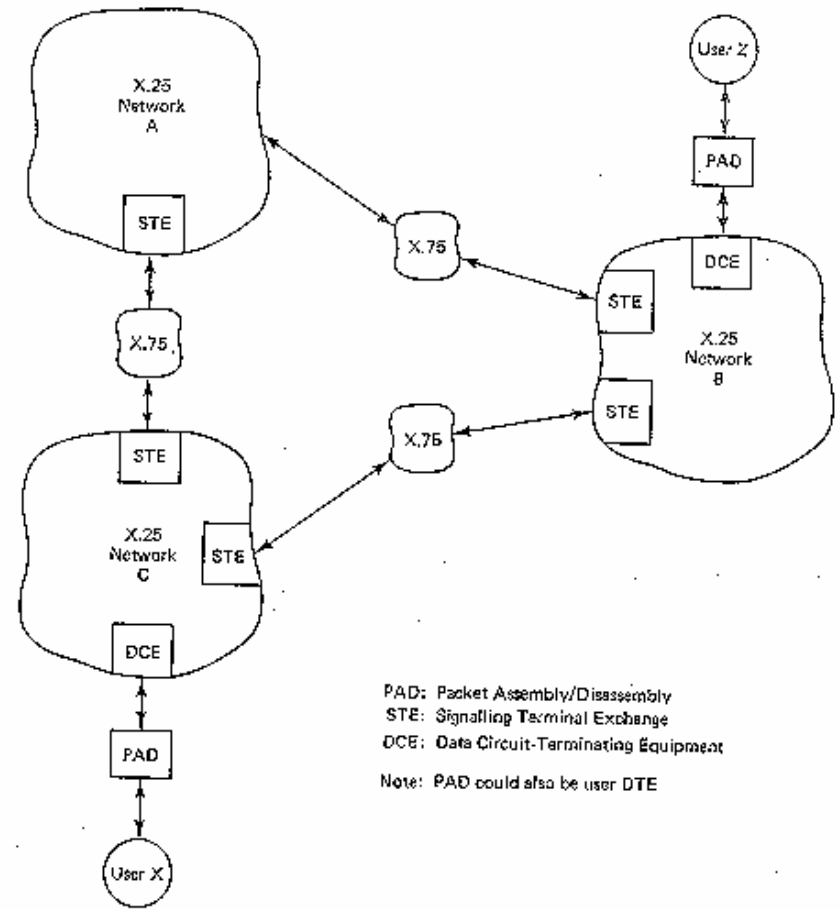 X.25
Network
A
STE
User Z
PAD
DCE
X.75
STE
X.25
Network
B
STE
X.75
X.75
STE
X.25
Network
C
STE
DCE
PAD
User X
PAD: Packet Assembly/Disassembly
STE: Signalling Terminal Exchange
DCE: Data Circuit-Terminating Equipment
Note: PAD could also be user DTE